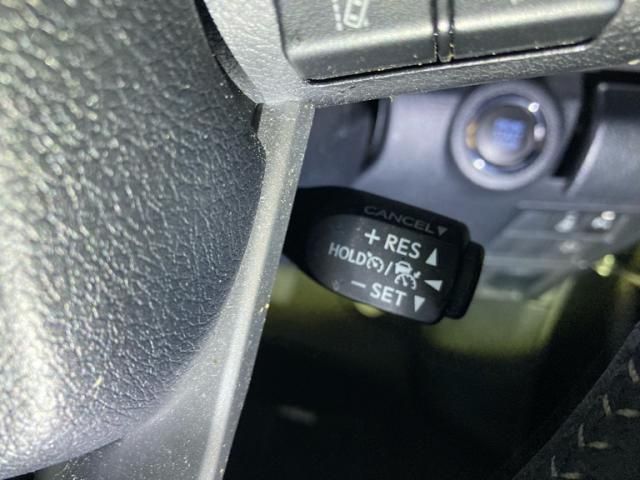 CANCEL▼
+ RES ▲
HOLD /
− SET ▼